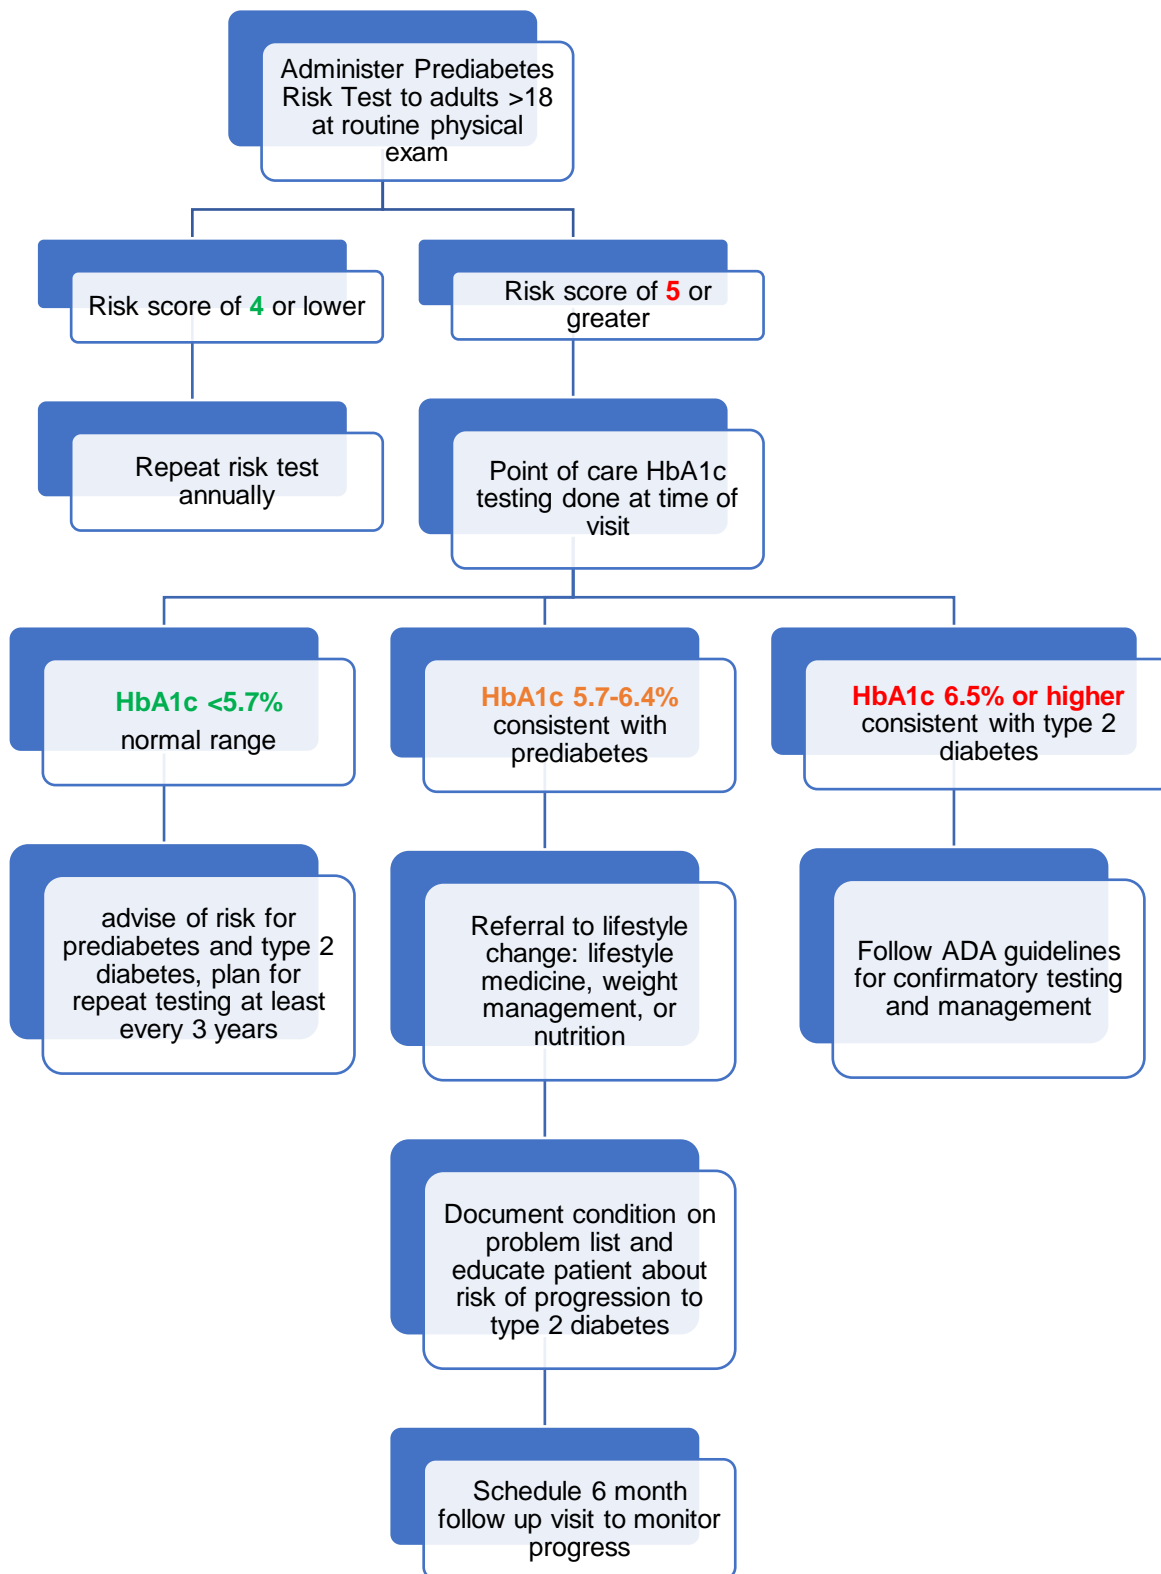 Administer Prediabetes
Risk Test to adults >18
at routine physical
exam
Risk score of 4 or lower
Risk score of 5 or
greater
Repeat risk test
annually
Point of care HbA1c
testing done at time of
visit
HbA1c <5.7%
normal range
HbA1c 5.7-6.4%
consistent with
prediabetes
HbA1c 6.5% or higher
consistent with type 2
diabetes
advise of risk for
prediabetes and type 2
diabetes, plan for
repeat testing at least
every 3 years
Referral to lifestyle
change: lifestyle
medicine, weight
management, or
nutrition
Follow ADA guidelines
for confirmatory testing
and management
Document condition on
problem list and
educate patient about
risk of progression to
type 2 diabetes
Schedule 6 month
follow up visit to monitor
progress